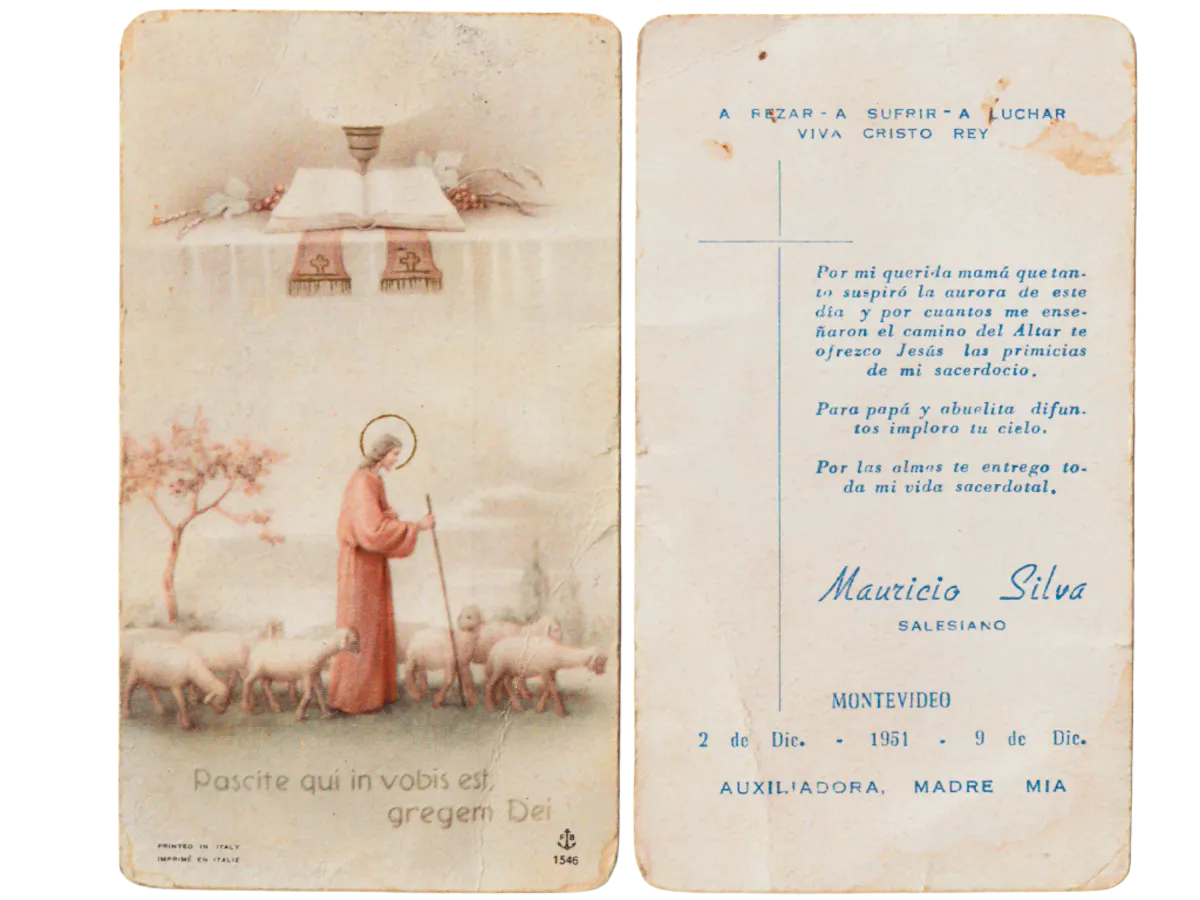 Pascite qui in vobis est,
gregem Dei
PRINTED IN ITALY
IMPRIMÉ EN ITALIE
F B
1546
A REZAR - A SUFRIR - A LUCHAR
VIVA CRISTO REY
Por mi querida mamá que tan-
to suspiró la aurora de este
día y por cuantos me ense-
ñaron el camino del Altar te
ofrezco Jesús las primicias
de mi sacerdocio.
Para papá y abuelita difun-
tos imploro tu cielo.
Por las almas te entrego to-
da mi vida sacerdotal.
Mauricio Silva
SALESIANO
MONTEVIDEO
2 de Dic. - 1951 - 9 de Dic.
AUXILIADORA, MADRE MIA